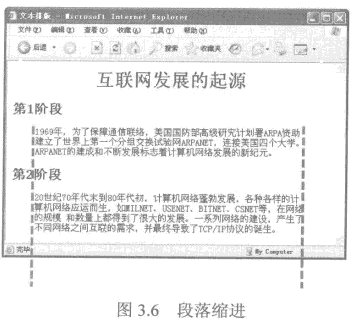 文本排版 - Microsoft Internet Explorer
文件(F) 编辑(E) 查看(V) 收藏(A) 工具(T) 帮助(H)
后退 搜索 收藏夹
互联网发展的起源
第1阶段
1969年，为了保障通信联络，美国国防部高级研究计划署ARPA资助
建立了世界上第一个分组交换试验网ARPANET，连接美国四个大学。
ARPANET的建成和不断发展标志着计算机网络发展的新纪元。
第2阶段
20世纪70年代末到80年代初，计算机网络蓬勃发展，各种各样的计
算机网络应运而生，如MILNET、USENET、BITNET、CSNET等，在网络
的规模 和数量上都得到了很大的发展。一系列网络的建设，产生了
不同网络之间互联的需求，并最终导致了TCP/IP协议的诞生。
完毕 My Computer
图 3.6 段落缩进